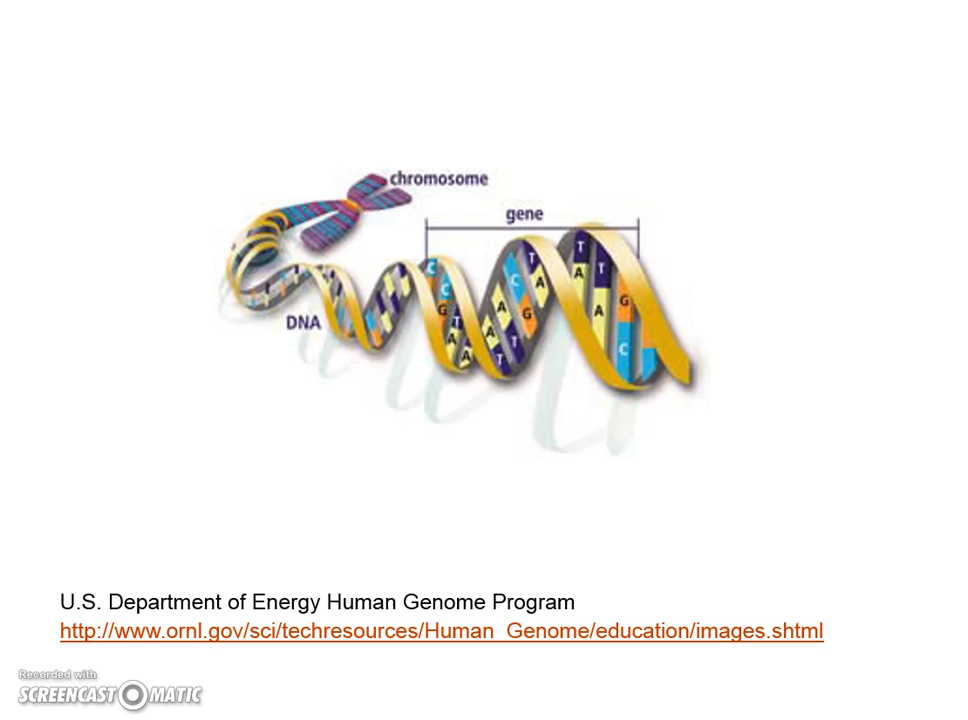 chromosome
gene
DNA
C
C
G
T
A
A
A
A
T
T
C
G
T
A
T
A
T
A
G
C
U.S. Department of Energy Human Genome Program
http://www.ornl.gov/sci/techresources/Human_Genome/education/images.shtml
Recorded with
SCREENCAST-O-MATIC